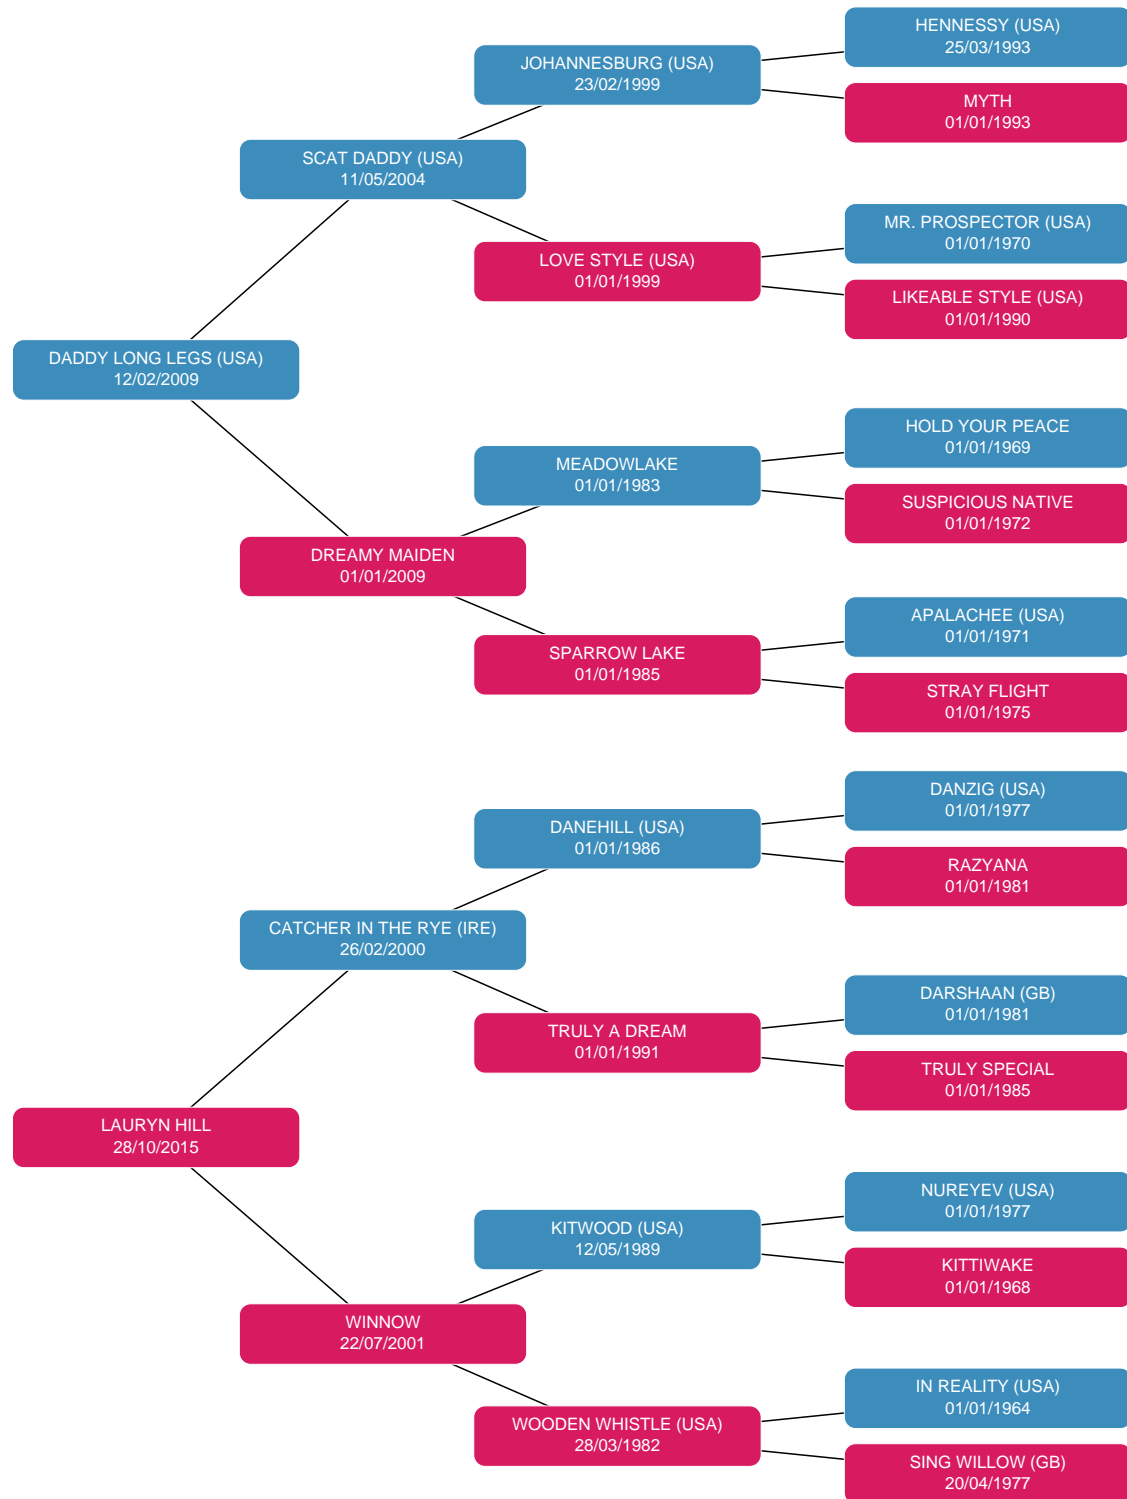 HENNESSY (USA)
25/03/1993
JOHANNESBURG (USA)
23/02/1999
MYTH
01/01/1993
SCAT DADDY (USA)
11/05/2004
MR. PROSPECTOR (USA)
01/01/1970
LOVE STYLE (USA)
01/01/1999
LIKEABLE STYLE (USA)
01/01/1990
DADDY LONG LEGS (USA)
12/02/2009
HOLD YOUR PEACE
01/01/1969
MEADOWLAKE
01/01/1983
SUSPICIOUS NATIVE
01/01/1972
DREAMY MAIDEN
01/01/2009
APALACHEE (USA)
01/01/1971
SPARROW LAKE
01/01/1985
STRAY FLIGHT
01/01/1975
DANZIG (USA)
01/01/1977
DANEHILL (USA)
01/01/1986
RAZYANA
01/01/1981
CATCHER IN THE RYE (IRE)
26/02/2000
DARSHAAN (GB)
01/01/1981
TRULY A DREAM
01/01/1991
TRULY SPECIAL
01/01/1985
LAURYN HILL
28/10/2015
NUREYEV (USA)
01/01/1977
KITWOOD (USA)
12/05/1989
KITTIWAKE
01/01/1968
WINNOW
22/07/2001
IN REALITY (USA)
01/01/1964
WOODEN WHISTLE (USA)
28/03/1982
SING WILLOW (GB)
20/04/1977